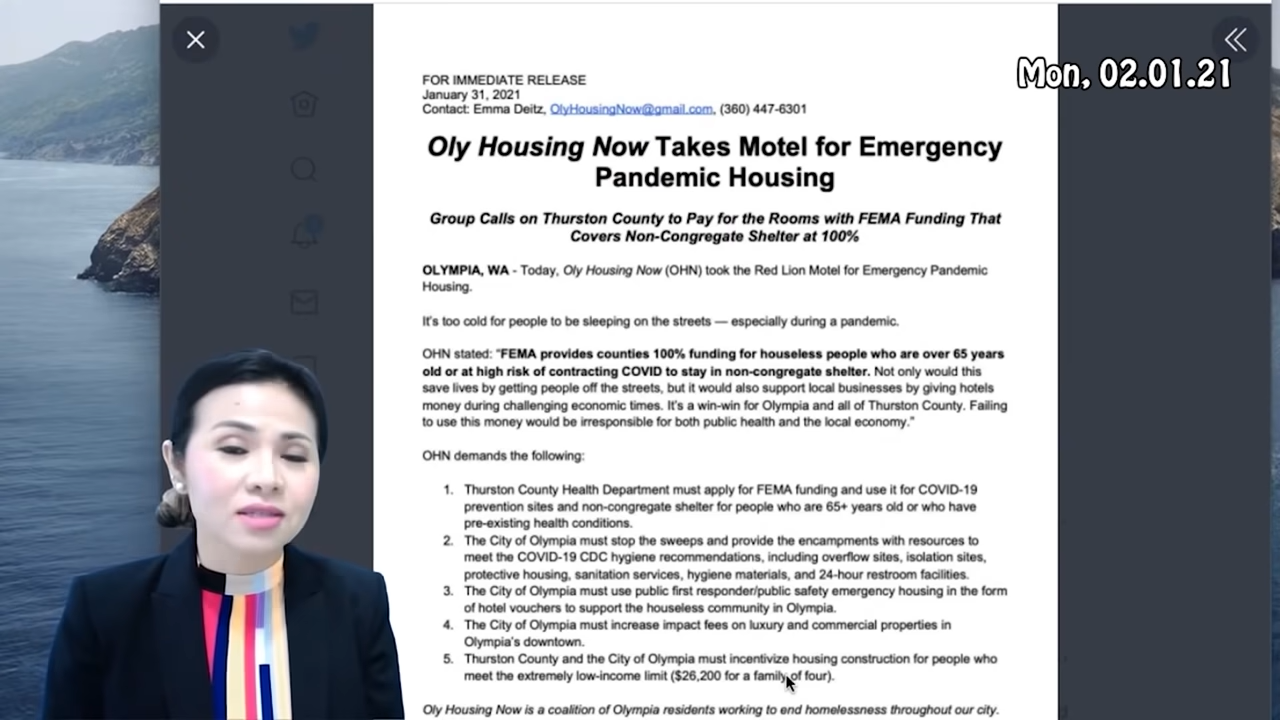 Mon, 02.01.21
FOR IMMEDIATE RELEASE
January 31, 2021
Contact: Emma Deitz, OlyHousingNow@gmail.com, (360) 447-6301
Oly Housing Now Takes Motel for Emergency
Pandemic Housing
Group Calls on Thurston County to Pay for the Rooms with FEMA Funding That
Covers Non-Congregate Shelter at 100%
OLYMPIA, WA - Today, Oly Housing Now (OHN) took the Red Lion Motel for Emergency Pandemic
Housing.
It's too cold for people to be sleeping on the streets — especially during a pandemic.
OHN stated: "FEMA provides counties 100% funding for houseless people who are over 65 years
old or at high risk of contracting COVID to stay in non-congregate shelter. Not only would this
save lives by getting people off the streets, but it would also support local businesses by giving hotels
money during challenging economic times. It's a win-win for Olympia and all of Thurston County. Failing
to use this money would be irresponsible for both public health and the local economy."
OHN demands the following:
1. Thurston County Health Department must apply for FEMA funding and use it for COVID-19
prevention sites and non-congregate shelter for people who are 65+ years old or who have
pre-existing health conditions.
2. The City of Olympia must stop the sweeps and provide the encampments with resources to
meet the COVID-19 CDC hygiene recommendations, including overflow sites, isolation sites,
protective housing, sanitation services, hygiene materials, and 24-hour restroom facilities.
3. The City of Olympia must use public first responder/public safety emergency housing in the form
of hotel vouchers to support the houseless community in Olympia.
4. The City of Olympia must increase impact fees on luxury and commercial properties in
Olympia's downtown.
5. Thurston County and the City of Olympia must incentivize housing construction for people who
meet the extremely low-income limit ($26,200 for a family of four).
Oly Housing Now is a coalition of Olympia residents working to end homelessness throughout our city.